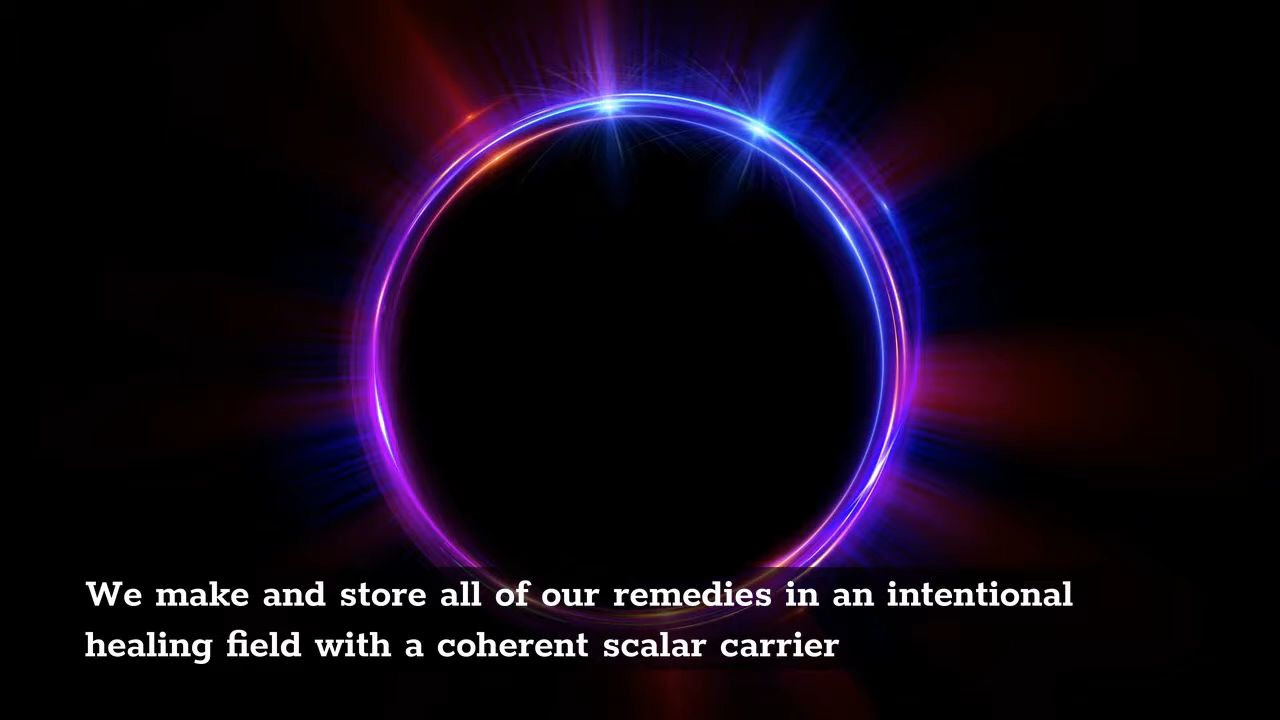 We make and store all of our remedies in an intentional
healing field with a coherent scalar carrier